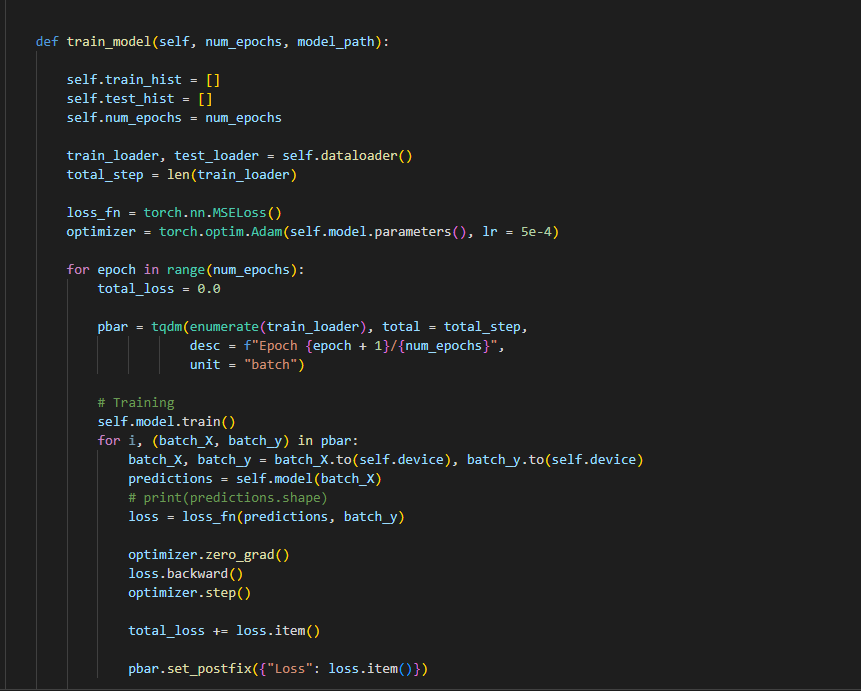 def train_model(self, num_epochs, model_path):
self.train_hist = []
self.test_hist = []
self.num_epochs = num_epochs
train_loader, test_loader = self.dataloader()
total_step = len(train_loader)
loss_fn = torch.nn.MSELoss()
optimizer = torch.optim.Adam(self.model.parameters(), lr = 5e-4)
for epoch in range(num_epochs):
total_loss = 0.0
pbar = tqdm(enumerate(train_loader), total = total_step,
desc = f"Epoch {epoch + 1}/{num_epochs}",
unit = "batch")
# Training
self.model.train()
for i, (batch_X, batch_y) in pbar:
batch_X, batch_y = batch_X.to(self.device), batch_y.to(self.device)
predictions = self.model(batch_X)
# print(predictions.shape)
loss = loss_fn(predictions, batch_y)
optimizer.zero_grad()
loss.backward()
optimizer.step()
total_loss += loss.item()
pbar.set_postfix({"Loss": loss.item()})